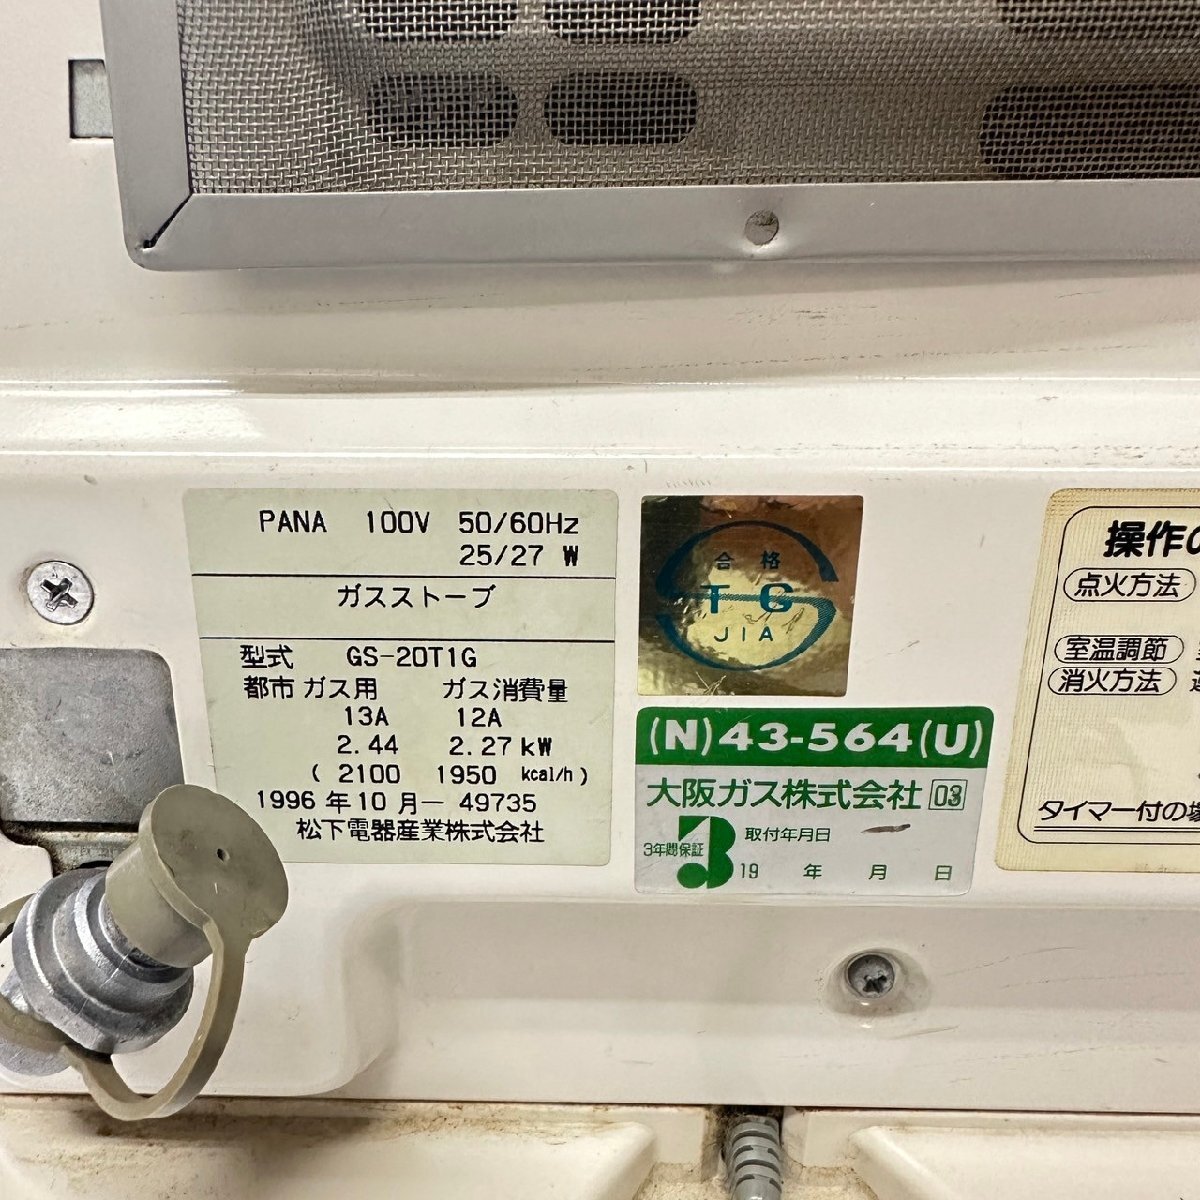 PANA 100V 50/60Hz
25/27 W
ガスストーブ
型式 GS-20T1G
都市ガス用 ガス消費量
13A 12A
2.44 2.27 kW
( 2100 1950 kcal/h )
1996 年 10 月 — 49735
松下電器産業株式会社
合格
TG
JIA
(N)43-564(U)
大阪ガス株式会社 03
3年間保証 3 取付年月日
19 年 月 日
操作の
点火方法
室温調節
消火方法
タイマー付の場